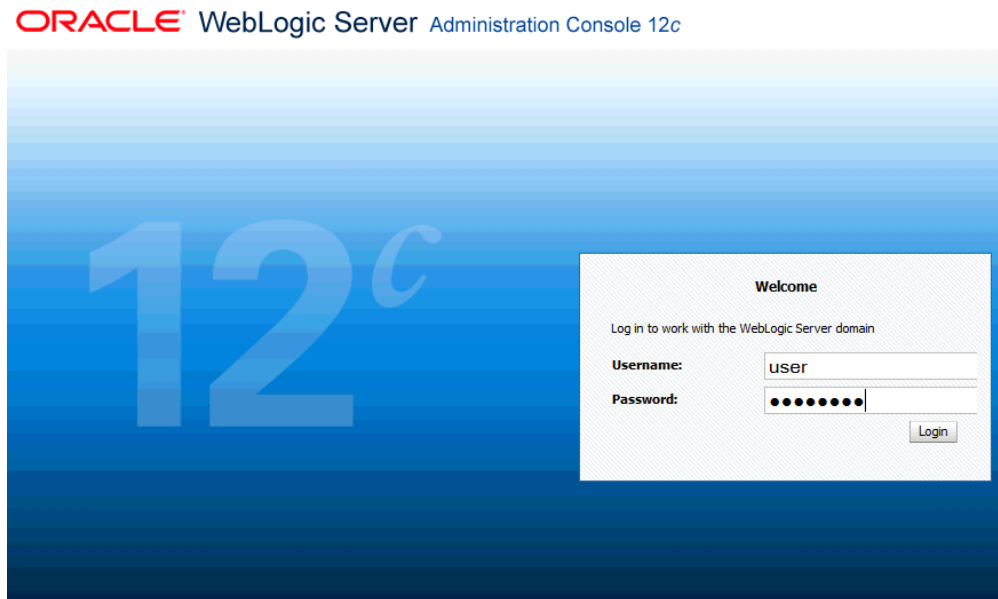 ORACLE WebLogic Server Administration Console 12c
12c
Welcome
Log in to work with the WebLogic Server domain
Username: user
Password: ●●●●●●●●
Login